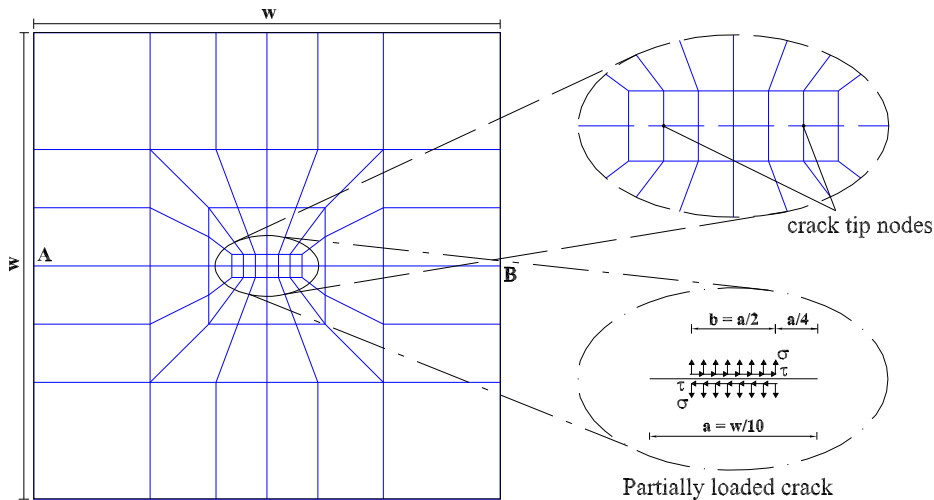 w
w
A
B
crack tip nodes
b = a/2
a/4
σ
τ
τ
σ
a = w/10
Partially loaded crack